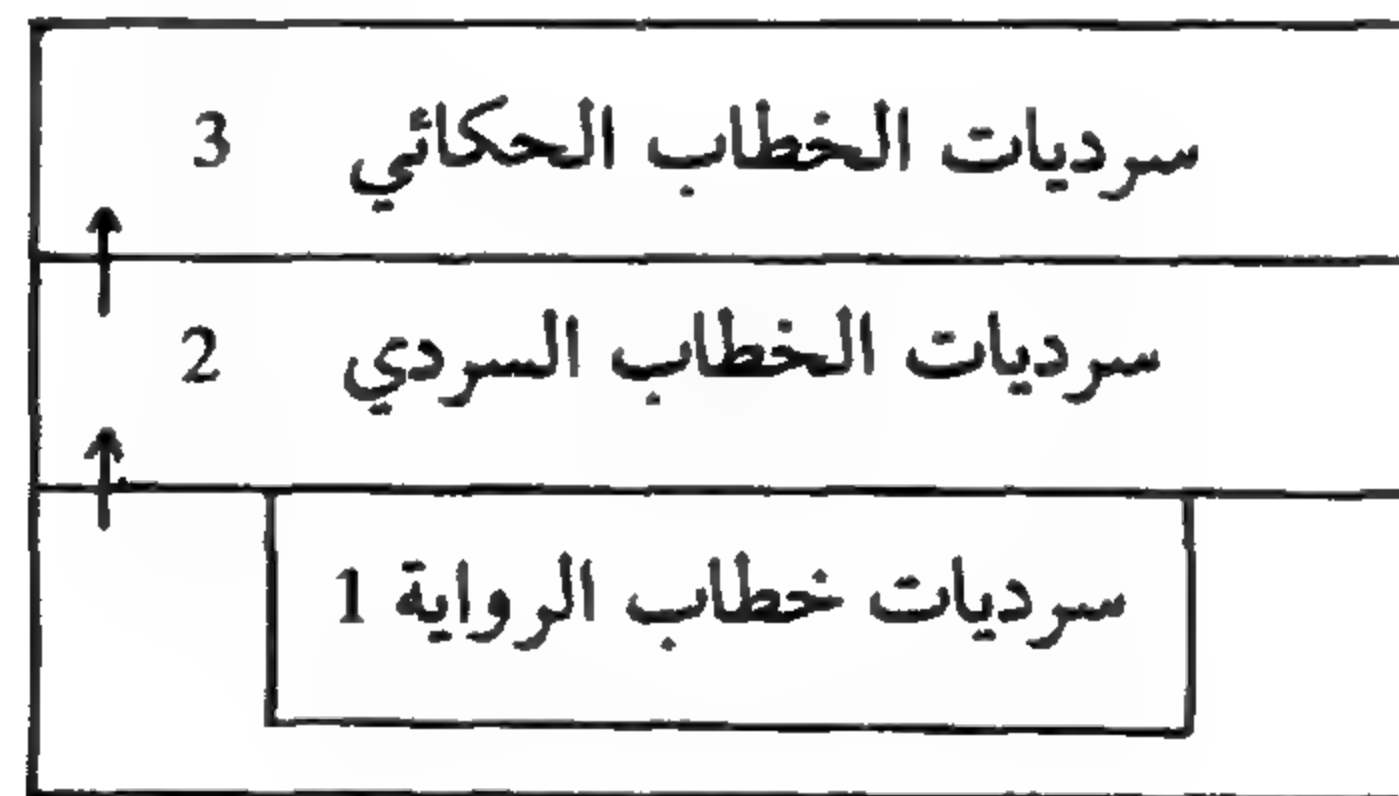 سرديات الخطاب الحكائي 3
سرديات الخطاب السردي 2
سرديات خطاب الرواية 1